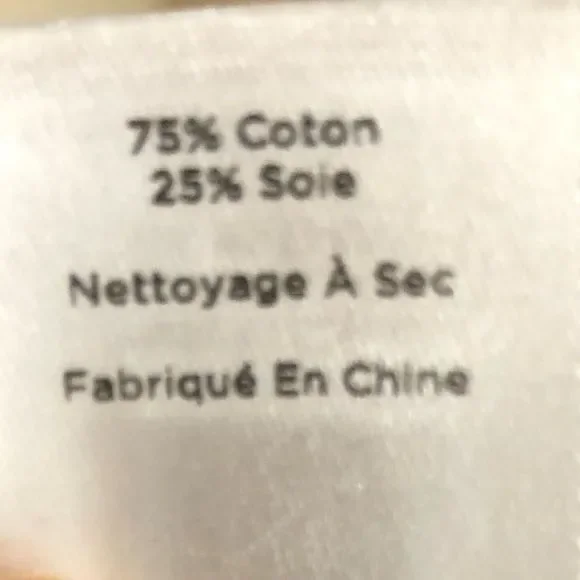 75% Coton
25% Soie
Nettoyage À Sec
Fabriqué En Chine